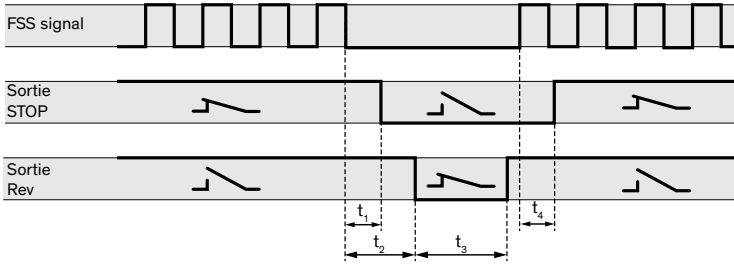 FSS signal
Sortie
STOP
Sortie
Rev
t₁
t₄
t₂
t₃